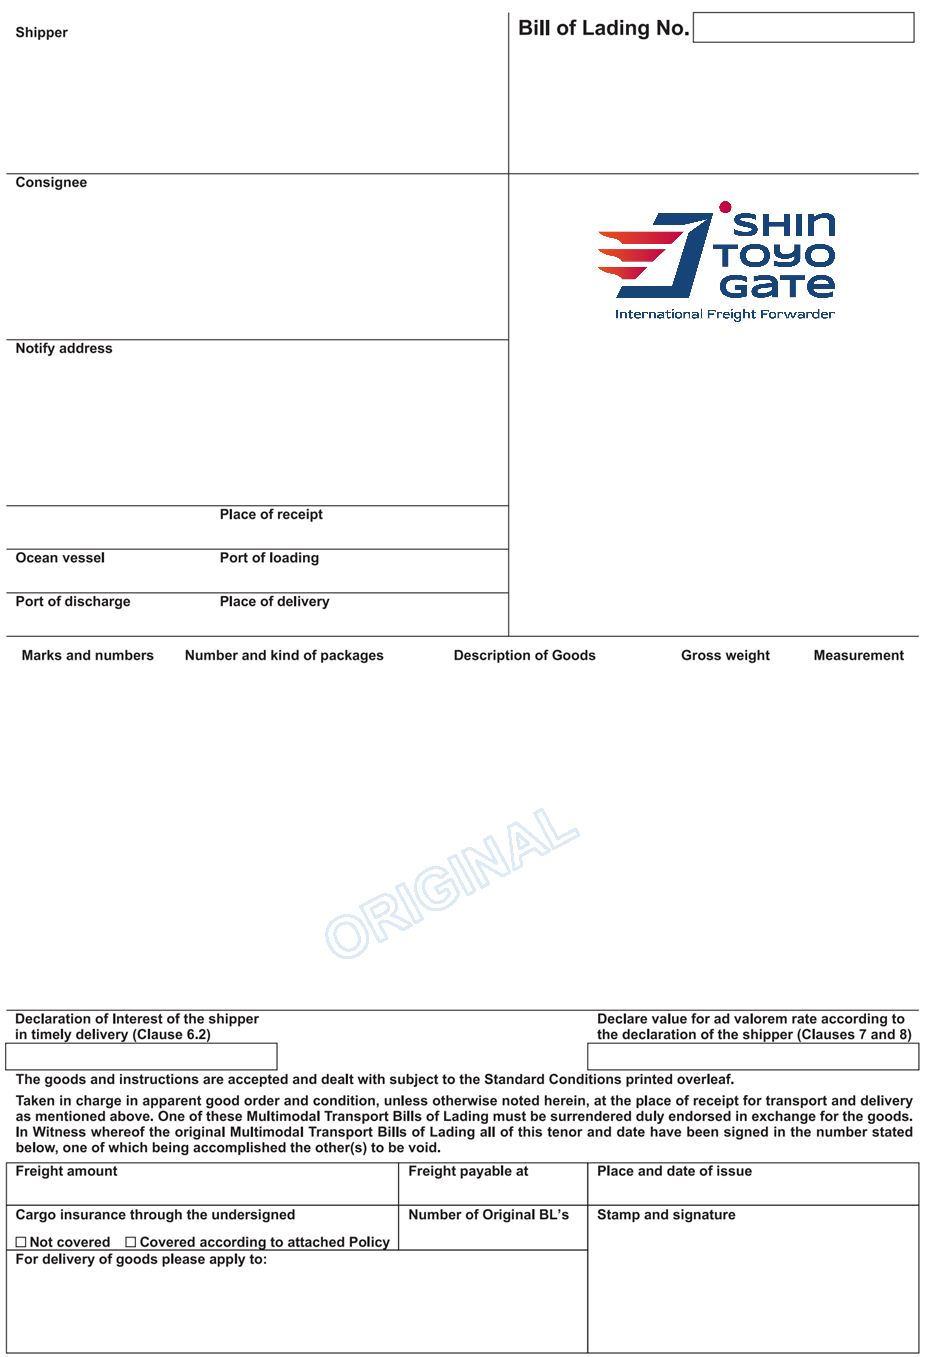 Shipper
Bill of Lading No.
Consignee
SHIN
TOYO
GATE
International Freight Forwarder
Notify address
Place of receipt
Ocean vessel
Port of loading
Port of discharge
Place of delivery
Marks and numbers
Number and kind of packages
Description of Goods
Gross weight
Measurement
ORIGINAL
Declaration of Interest of the shipper
in timely delivery (Clause 6.2)
Declare value for ad valorem rate according to
the declaration of the shipper (Clauses 7 and 8)
The goods and instructions are accepted and dealt with subject to the Standard Conditions printed overleaf.
Taken in charge in apparent good order and condition, unless otherwise noted herein, at the place of receipt for transport and delivery
as mentioned above. One of these Multimodal Transport Bills of Lading must be surrendered duly endorsed in exchange for the goods.
In Witness whereof the original Multimodal Transport Bills of Lading all of this tenor and date have been signed in the number stated
below, one of which being accomplished the other(s) to be void.
Freight amount
Freight payable at
Place and date of issue
Cargo insurance through the undersigned
Number of Original BL's
Stamp and signature
Not covered
Covered according to attached Policy
For delivery of goods please apply to: